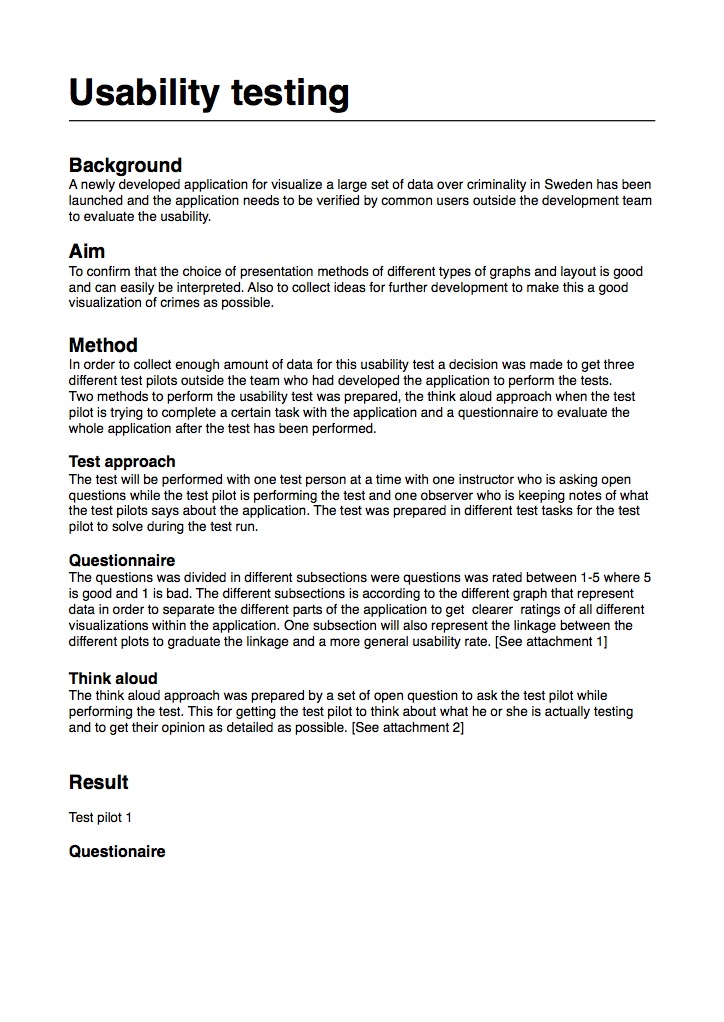 Usability testing
Background
A newly developed application for visualize a large set of data over criminality in Sweden has been
launched and the application needs to be verified by common users outside the development team
to evaluate the usability.
Aim
To confirm that the choice of presentation methods of different types of graphs and layout is good
and can easily be interpreted. Also to collect ideas for further development to make this a good
visualization of crimes as possible.
Method
In order to collect enough amount of data for this usability test a decision was made to get three
different test pilots outside the team who had developed the application to perform the tests.
Two methods to perform the usability test was prepared, the think aloud approach when the test
pilot is trying to complete a certain task with the application and a questionnaire to evaluate the
whole application after the test has been performed.
Test approach
The test will be performed with one test person at a time with one instructor who is asking open
questions while the test pilot is performing the test and one observer who is keeping notes of what
the test pilots says about the application. The test was prepared in different test tasks for the test
pilot to solve during the test run.
Questionnaire
The questions was divided in different subsections were questions was rated between 1-5 where 5
is good and 1 is bad. The different subsections is according to the different graph that represent
data in order to separate the different parts of the application to get  clearer  ratings of all different
visualizations within the application. One subsection will also represent the linkage between the
different plots to graduate the linkage and a more general usability rate. [See attachment 1]
Think aloud
The think aloud approach was prepared by a set of open question to ask the test pilot while
performing the test. This for getting the test pilot to think about what he or she is actually testing
and to get their opinion as detailed as possible. [See attachment 2]
Result
Test pilot 1
Questionaire